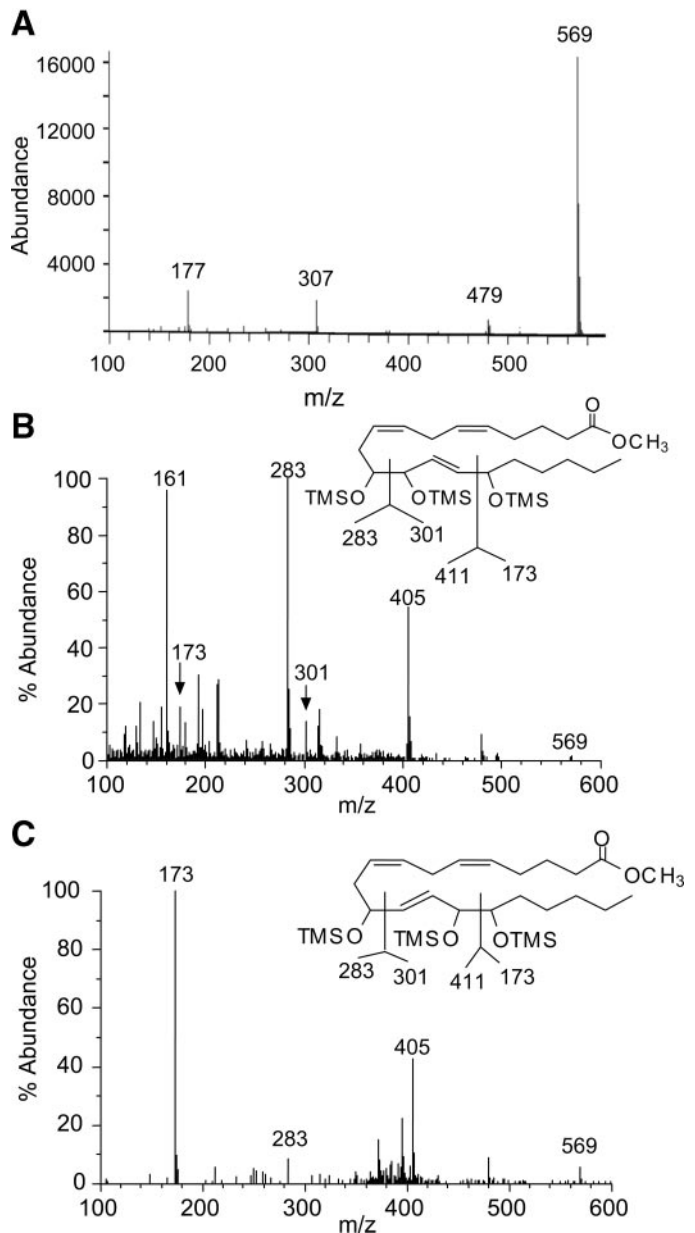 A
569
16000
12000
Abundance
8000
4000
177
307
479
100
200
300
400
500
m/z
B
O
OCH3
TMSO
OTMS
OTMS
283
301
411
173
100
161
283
80
60
405
% Abundance
40
173
301
20
569
0
100
200
300
400
500
600
m/z
C
O
OCH3
173
100
TMSO
TMSO
OTMS
80
283
301
411
173
60
% Abundance
405
40
20
283
569
0
100
200
300
400
500
600
m/z